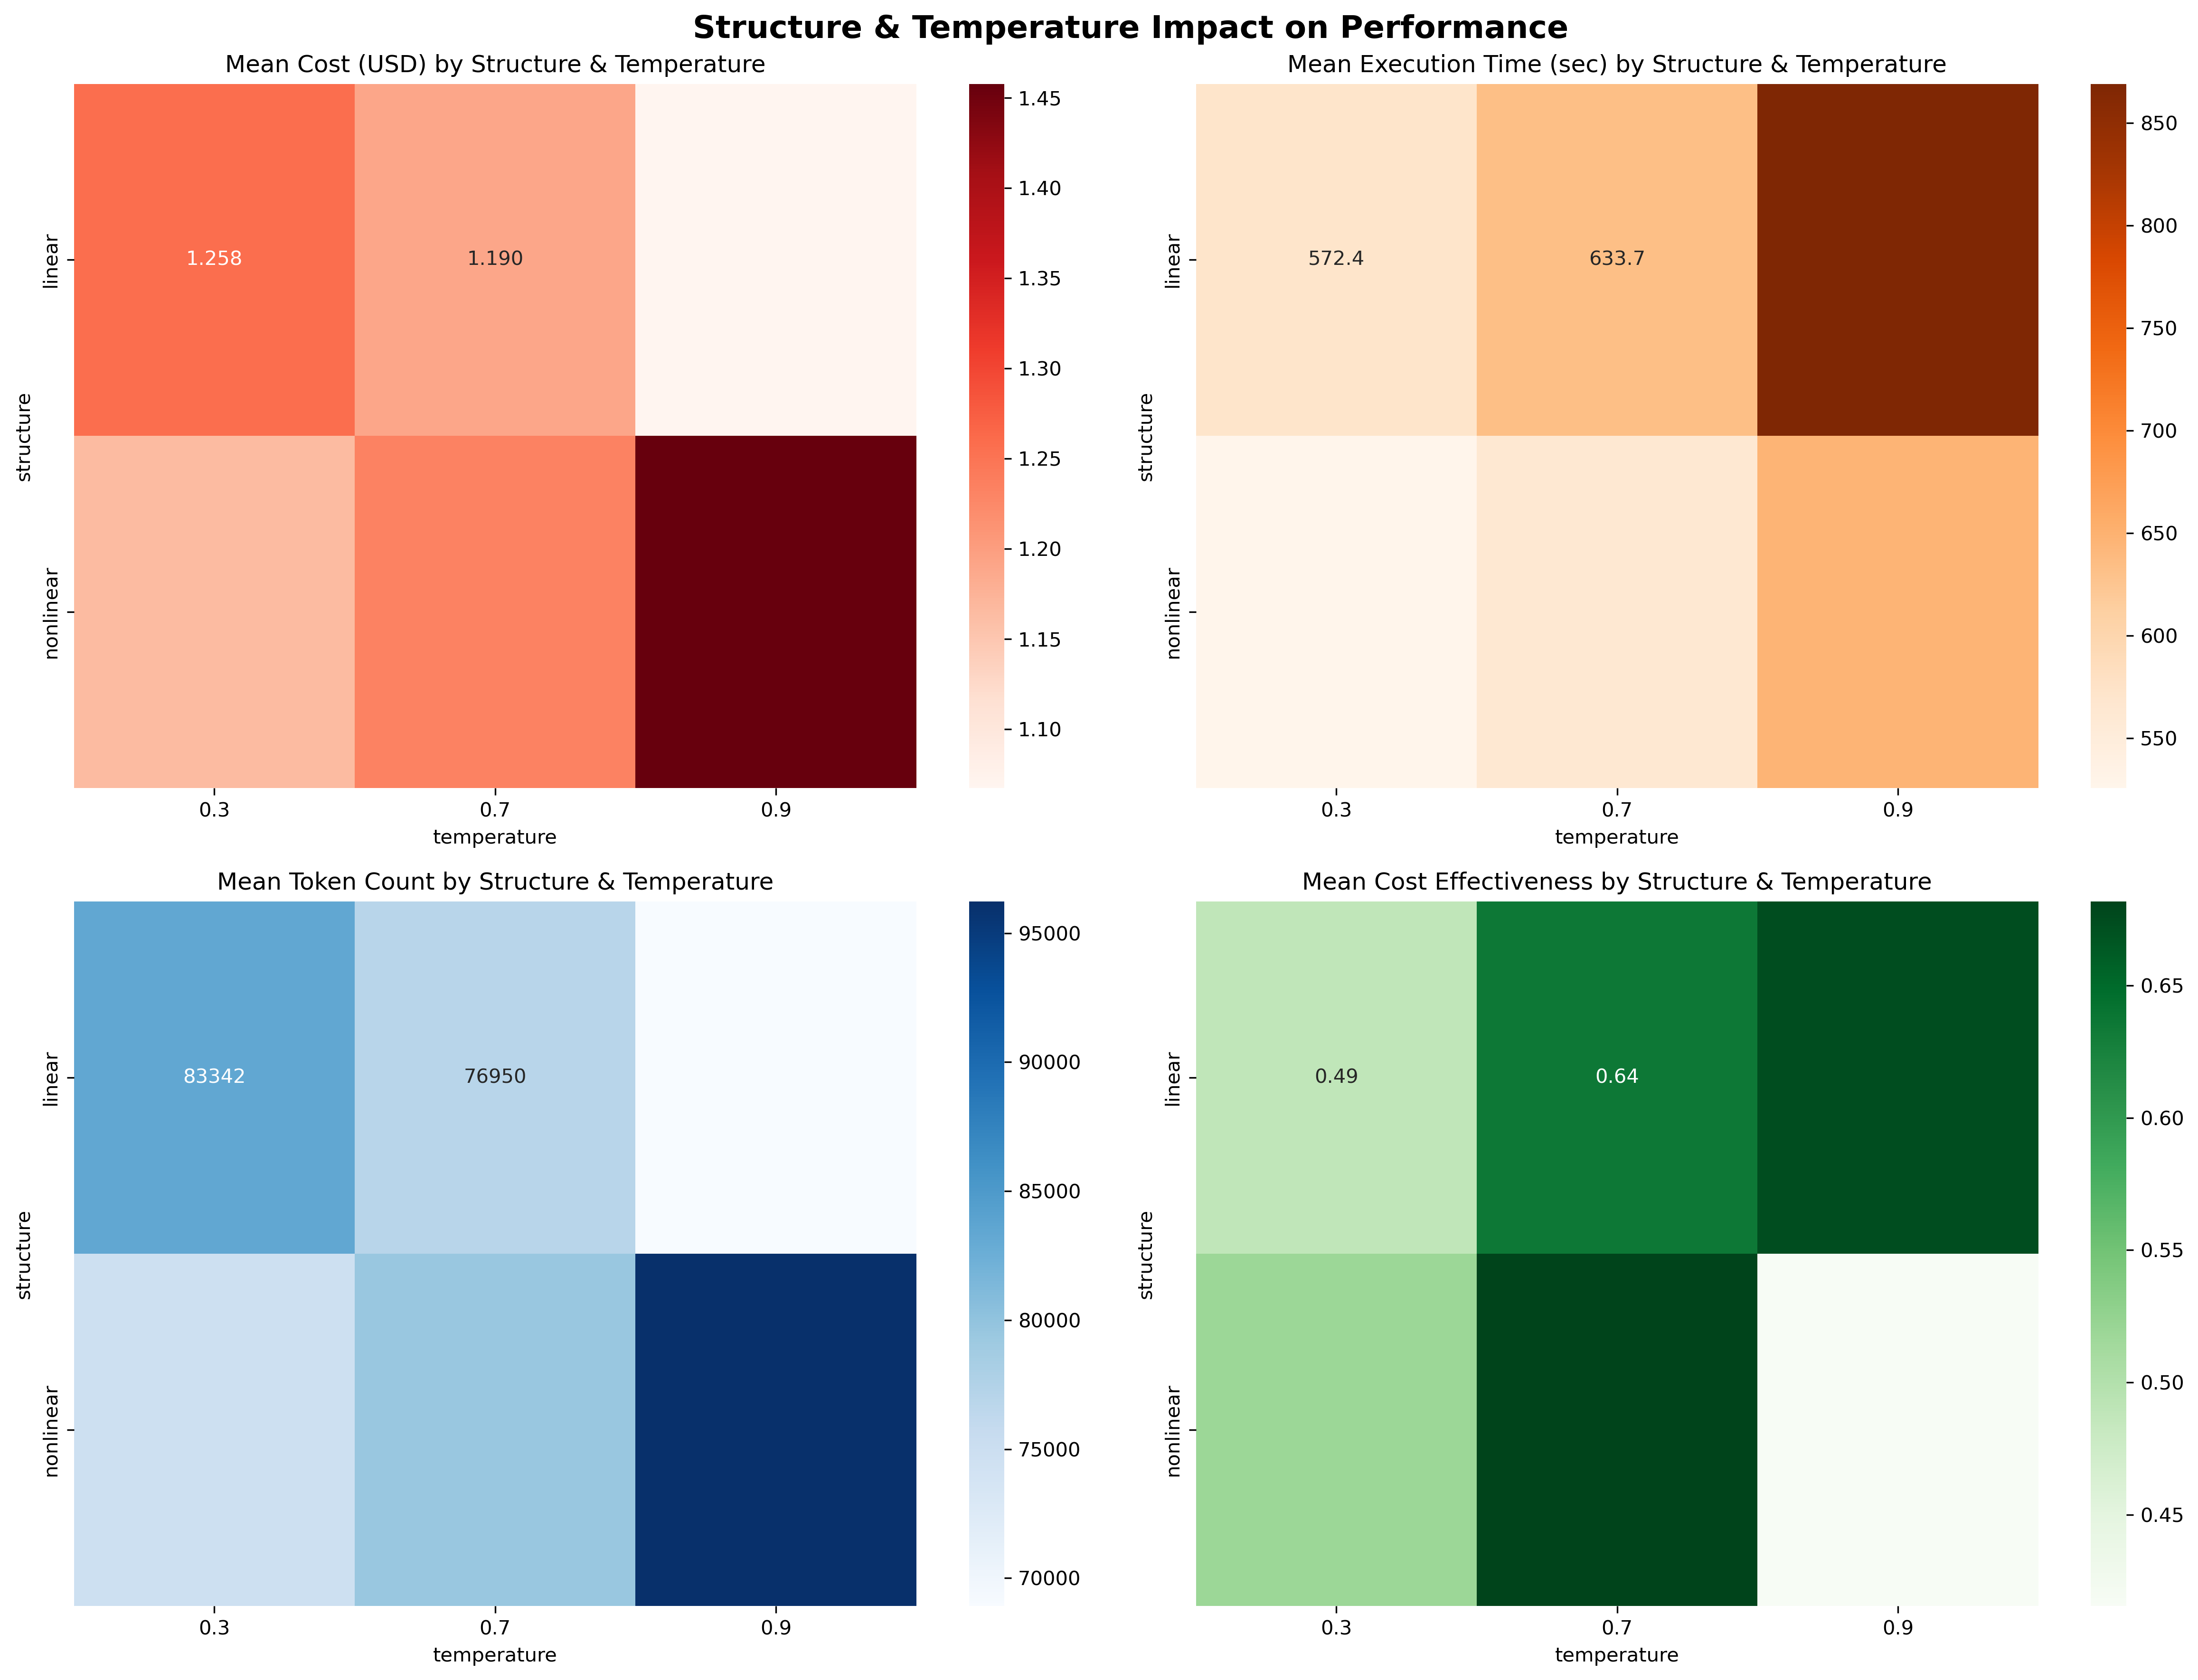 Structure & Temperature Impact on Performance
Mean Cost (USD) by Structure & Temperature
structure
linear
nonlinear
1.258
1.190
0.3
0.7
0.9
temperature
1.45
1.40
1.35
1.30
1.25
1.20
1.15
1.10
Mean Execution Time (sec) by Structure & Temperature
structure
linear
nonlinear
572.4
633.7
0.3
0.7
0.9
temperature
850
800
750
700
650
600
550
Mean Token Count by Structure & Temperature
structure
linear
nonlinear
83342
76950
0.3
0.7
0.9
temperature
95000
90000
85000
80000
75000
70000
Mean Cost Effectiveness by Structure & Temperature
structure
linear
nonlinear
0.49
0.64
0.3
0.7
0.9
temperature
0.65
0.60
0.55
0.50
0.45